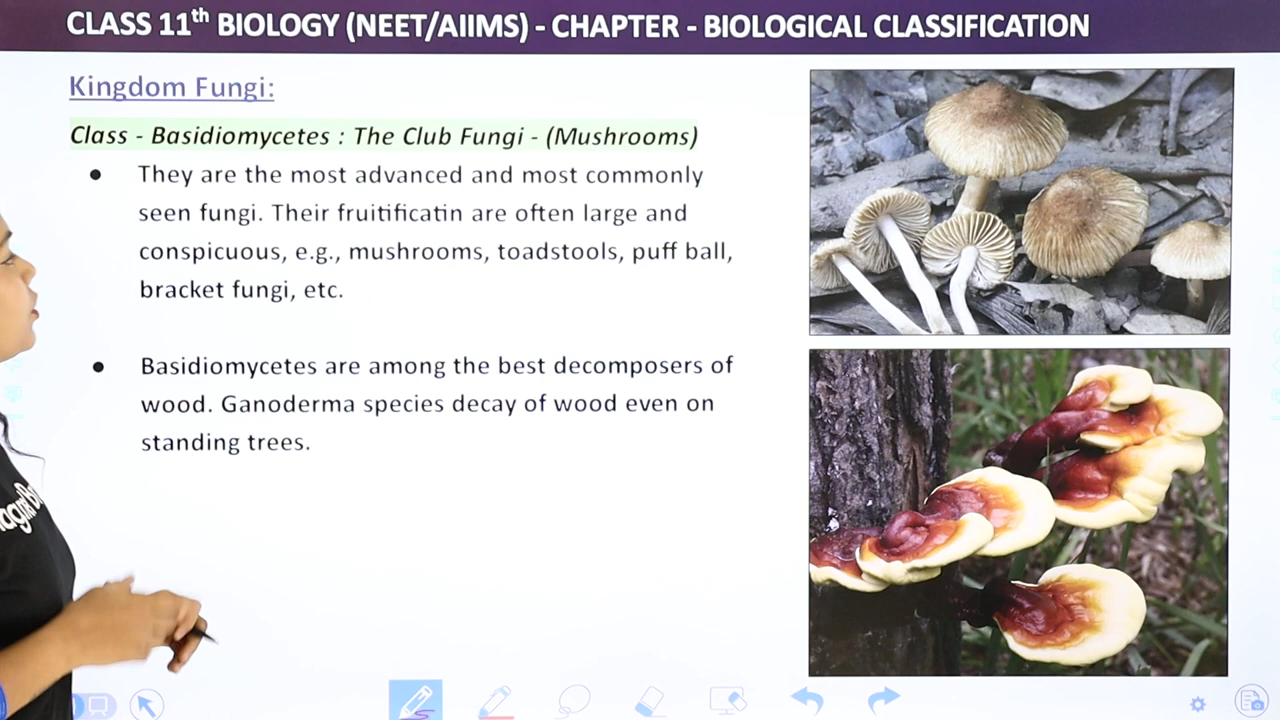 CLASS 11th BIOLOGY (NEET/AIIMS) - CHAPTER - BIOLOGICAL CLASSIFICATION
Kingdom Fungi:
Class - Basidiomycetes : The Club Fungi - (Mushrooms)
● They are the most advanced and most commonly
seen fungi. Their fruitificatin are often large and
conspicuous, e.g., mushrooms, toadstools, puff ball,
bracket fungi, etc.
● Basidiomycetes are among the best decomposers of
wood. Ganoderma species decay of wood even on
standing trees.